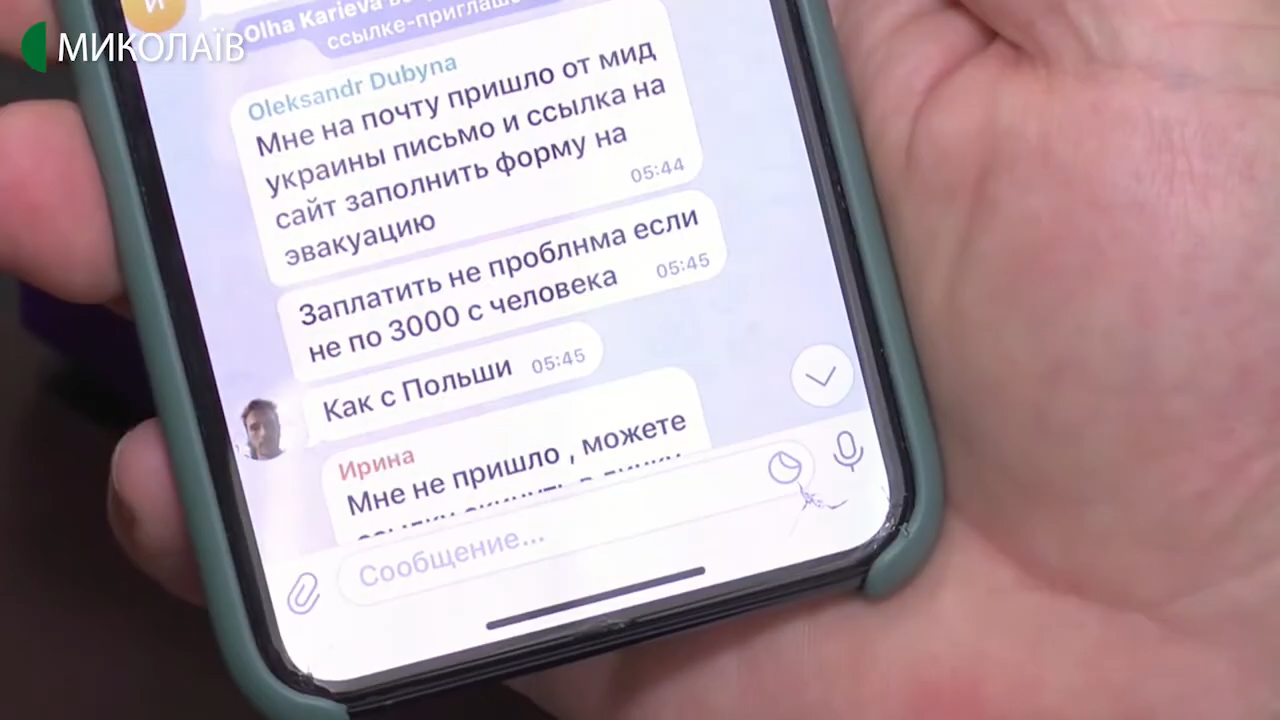 МИКОЛАЇВ
И
Olha Karieva
ссылке-приглаш
Oleksandr Dubyna
Мне на почту пришло от мид
украины письмо и ссылка на
сайт заполнить форму на
эвакуацию
05:44
Заплатить не проблнма если
не по 3000 с человека
05:45
Как с Польши 05:45
Ирина
Мне не пришло , можете
Сообщение...